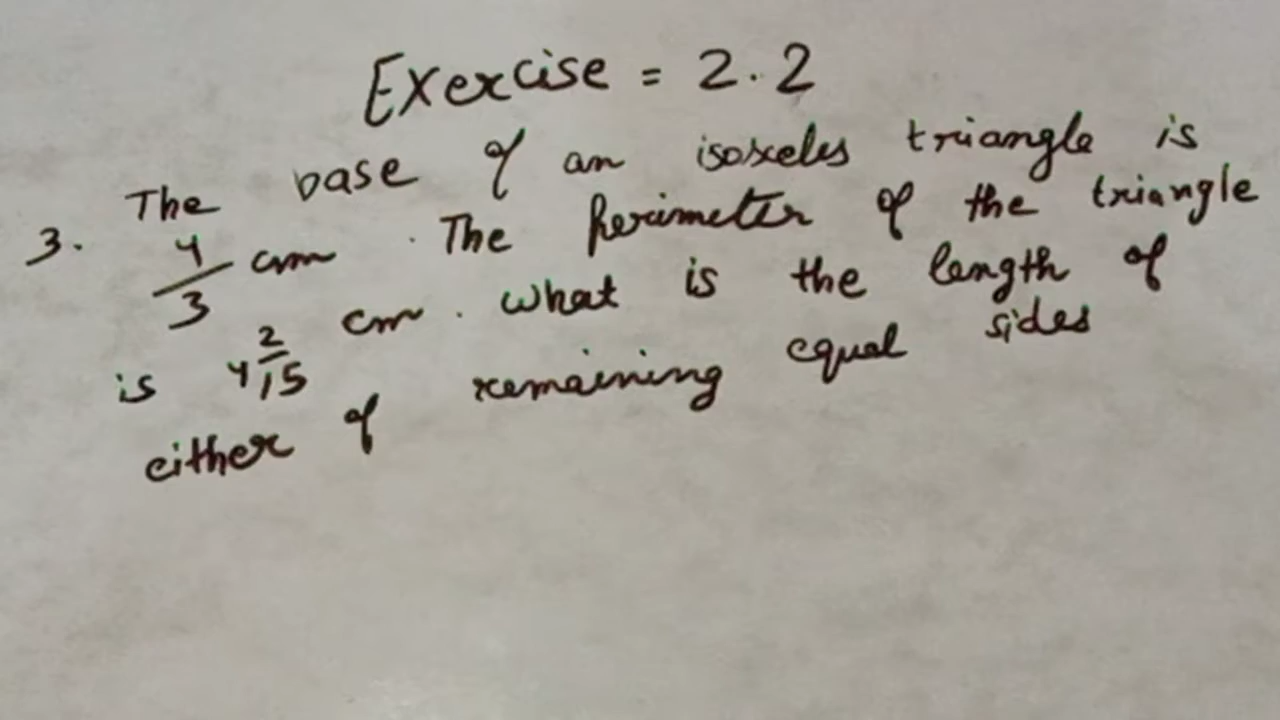 Exercise = 2.2
The base of an isosceles triangle is
3. 4/3 cm. The perimeter of the triangle
is 4 2/15 cm. what is the length of
either of remaining equal sides